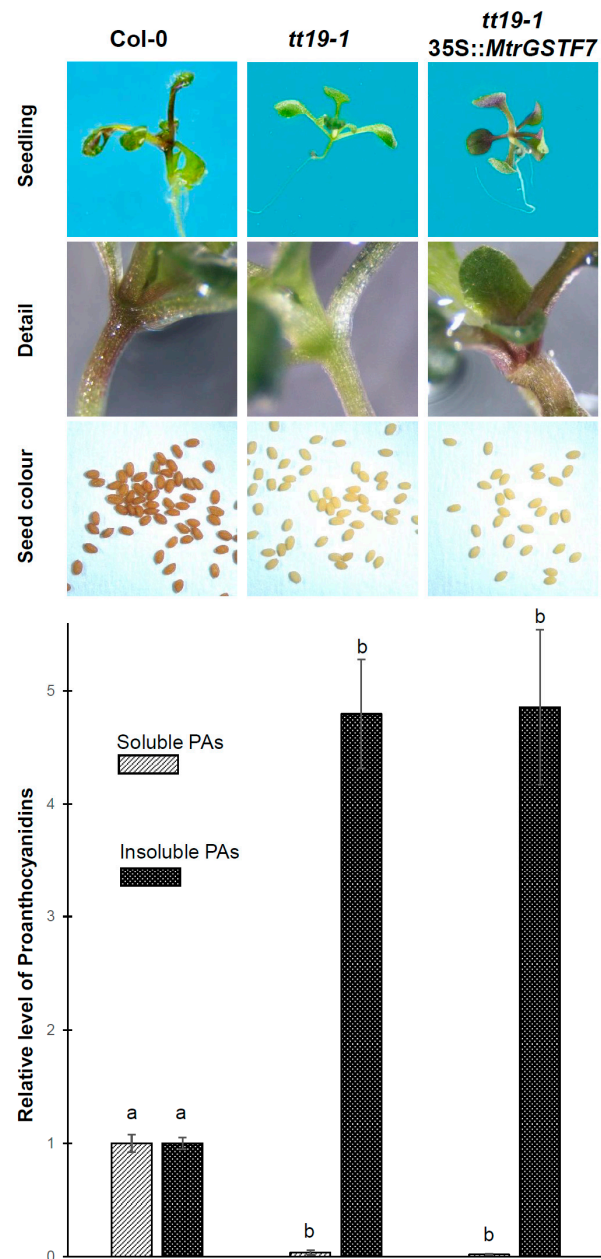 Col-0
tt19-1
tt19-1
35S::MtrGSTF7
Seedling
Detail
Seed colour
Relative level of Proanthocyanidins
5
4
3
2
1
0
Soluble PAs
Insoluble PAs
a
a
b
b
b
b